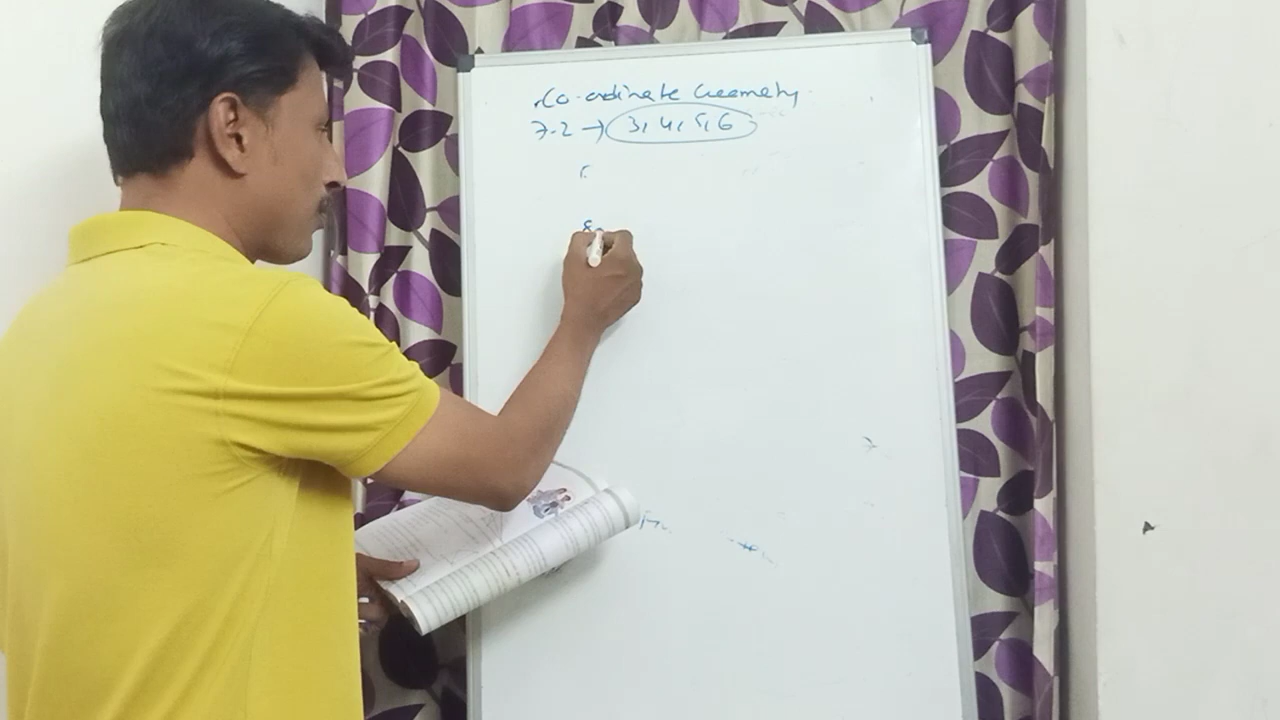 Co-ordinate Geometry
7.2 → 3, 4, 5, 6